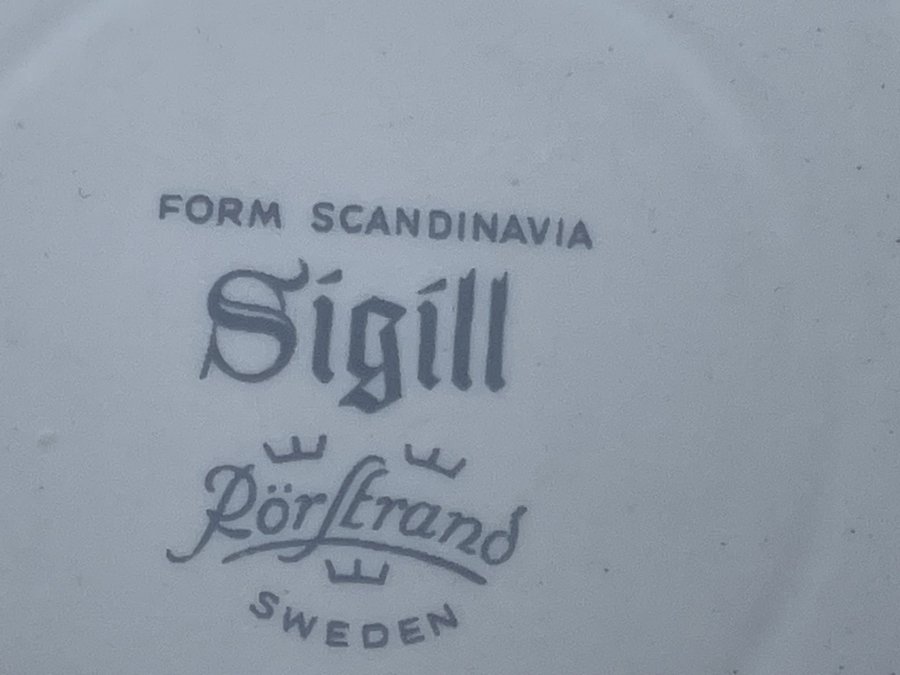 FORM SCANDINAVIA
Sigill
Rörstrand
SWEDEN